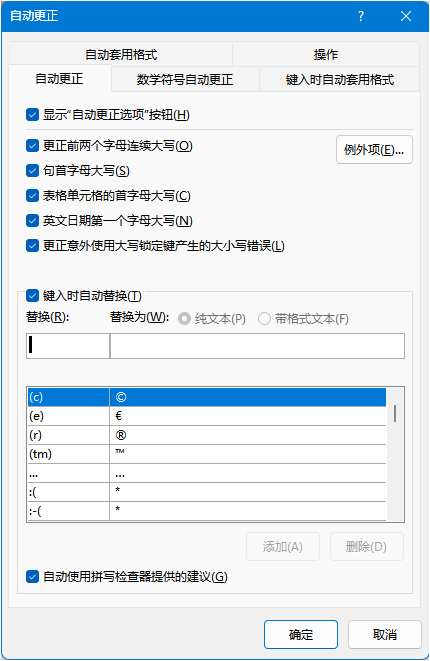 自动更正
?
自动套用格式 操作
自动更正 数学符号自动更正 键入时自动套用格式
显示“自动更正选项”按钮(H)
更正前两个字母连续大写(O) 例外项(E)...
句首字母大写(S)
表格单元格的首字母大写(C)
英文日期第一个字母大写(N)
更正意外使用大写锁定键产生的大小写错误(L)
键入时自动替换(T)
替换(R): 替换为(W): 纯文本(P) 带格式文本(F)
(c) ©
(e) €
(r) ®
(tm) ™
... …
:( *
:-( *
添加(A) 删除(D)
自动使用拼写检查器提供的建议(G)
确定 取消